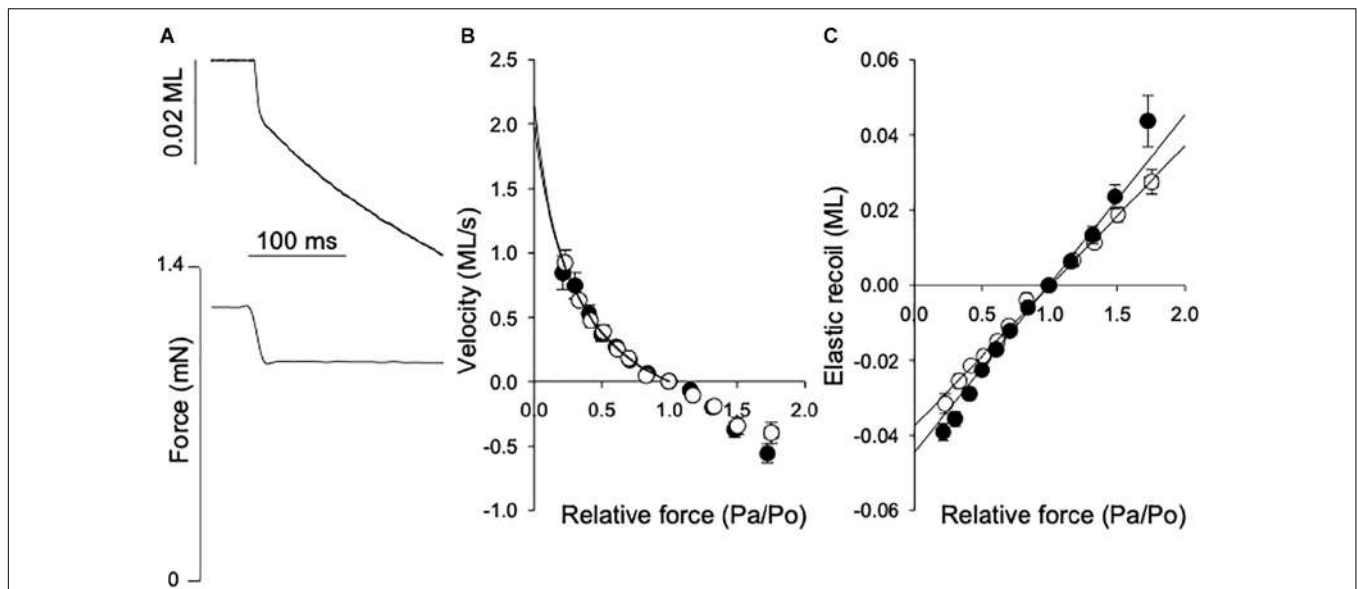 A
0.02 ML
100 ms
1.4
Force (mN)
0
B
2.5
2.0
1.5
1.0
0.5
0.0
-0.5
-1.0
Velocity (ML/s)
0.0 0.5 1.0 1.5 2.0
Relative force (Pa/Po)
C
0.06
0.04
0.02
0.00
-0.02
-0.04
-0.06
Elastic recoil (ML)
0.0 0.5 1.0 1.5 2.0
Relative force (Pa/Po)